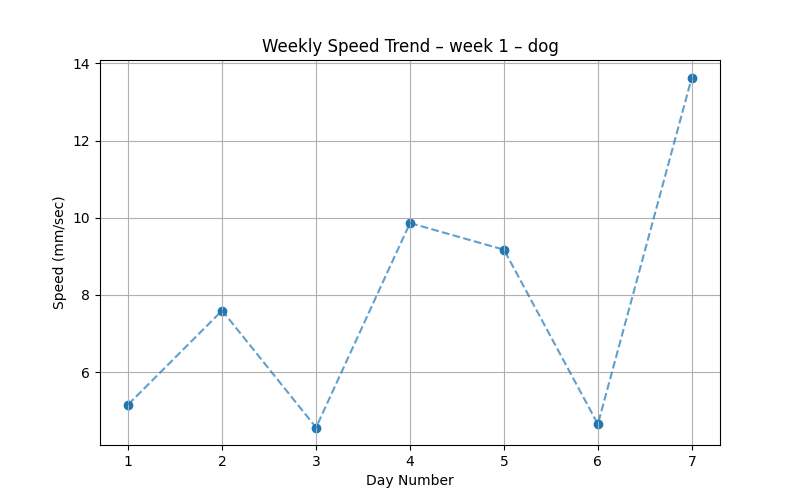 Weekly Speed Trend – week 1 – dog
Speed (mm/sec)
14
12
10
8
6
1 2 3 4 5 6 7
Day Number